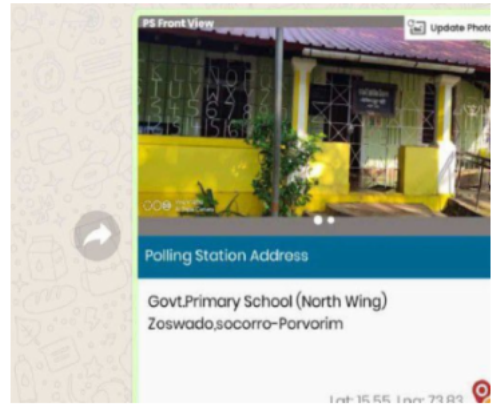 PS Front View
Update Photo
Polling Station Address
Govt.Primary School (North Wing)
Zoswado,socorro-Porvorim
Lat: 15.55, Lng: 73.83